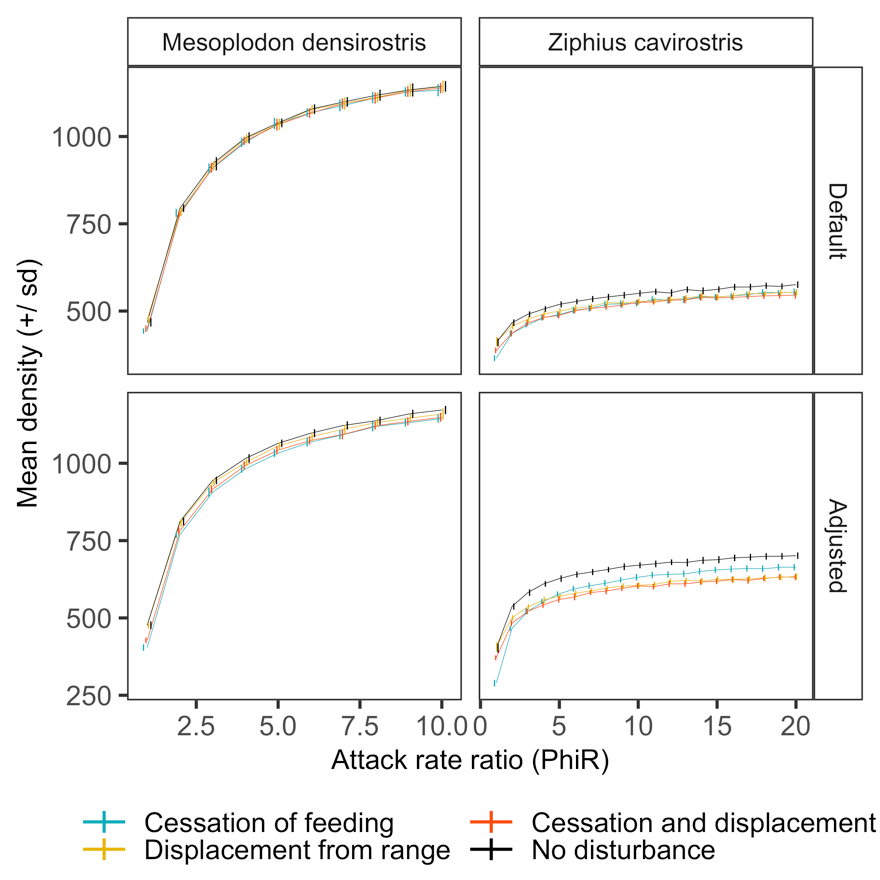 Mesoplodon densirostris
Ziphius cavirostris
Mean density (+/ sd)
1000
750
500
Default
1000
750
500
250
Adjusted
2.5
5.0
7.5
10.0
0
5
10
15
20
Attack rate ratio (PhiR)
Cessation of feeding
Cessation and displacement
Displacement from range
No disturbance